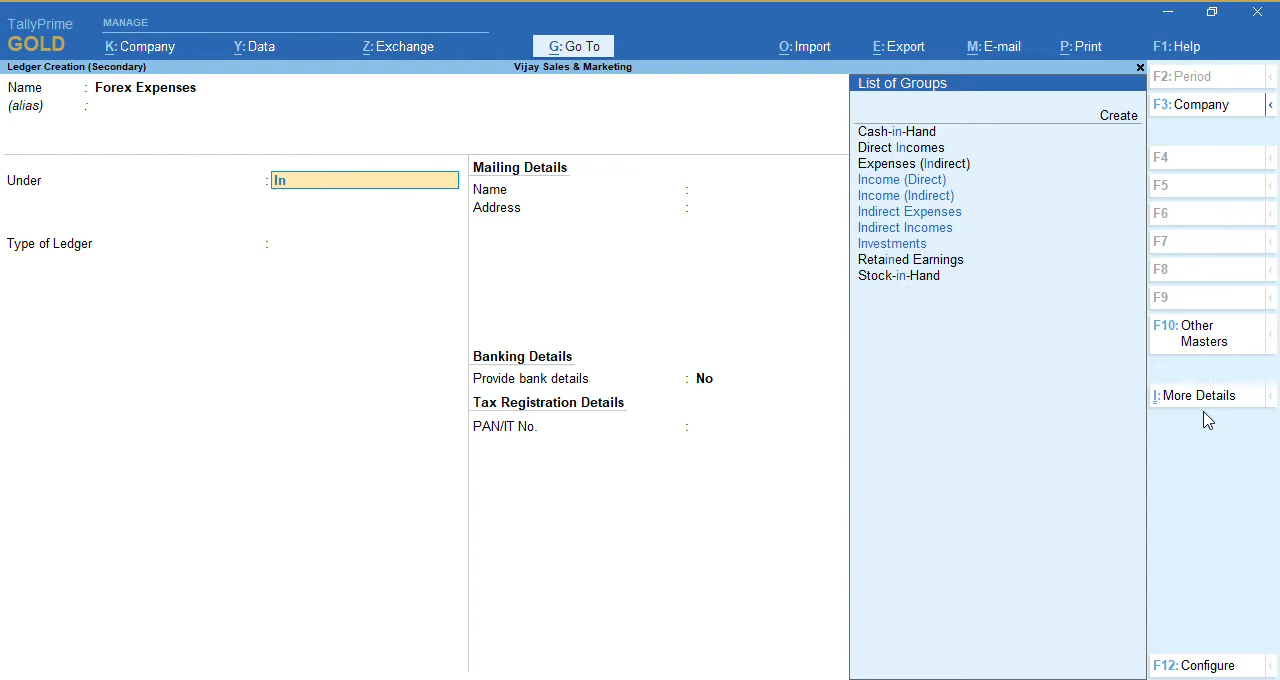 TallyPrime
GOLD
MANAGE
K: Company
Y: Data
Z: Exchange
G: Go To
O: Import
E: Export
M: E-mail
P: Print
F1: Help
Ledger Creation (Secondary)
Vijay Sales & Marketing
Name : Forex Expenses
(alias) :
Under : In
Type of Ledger :
Mailing Details
Name :
Address :
Banking Details
Provide bank details : No
Tax Registration Details
PAN/IT No. :
List of Groups
Create
Cash-in-Hand
Direct Incomes
Expenses (Indirect)
Income (Direct)
Income (Indirect)
Indirect Expenses
Indirect Incomes
Investments
Retained Earnings
Stock-in-Hand
F2: Period
F3: Company
F4
F5
F6
F7
F8
F9
F10: Other
Masters
I: More Details
F12: Configure